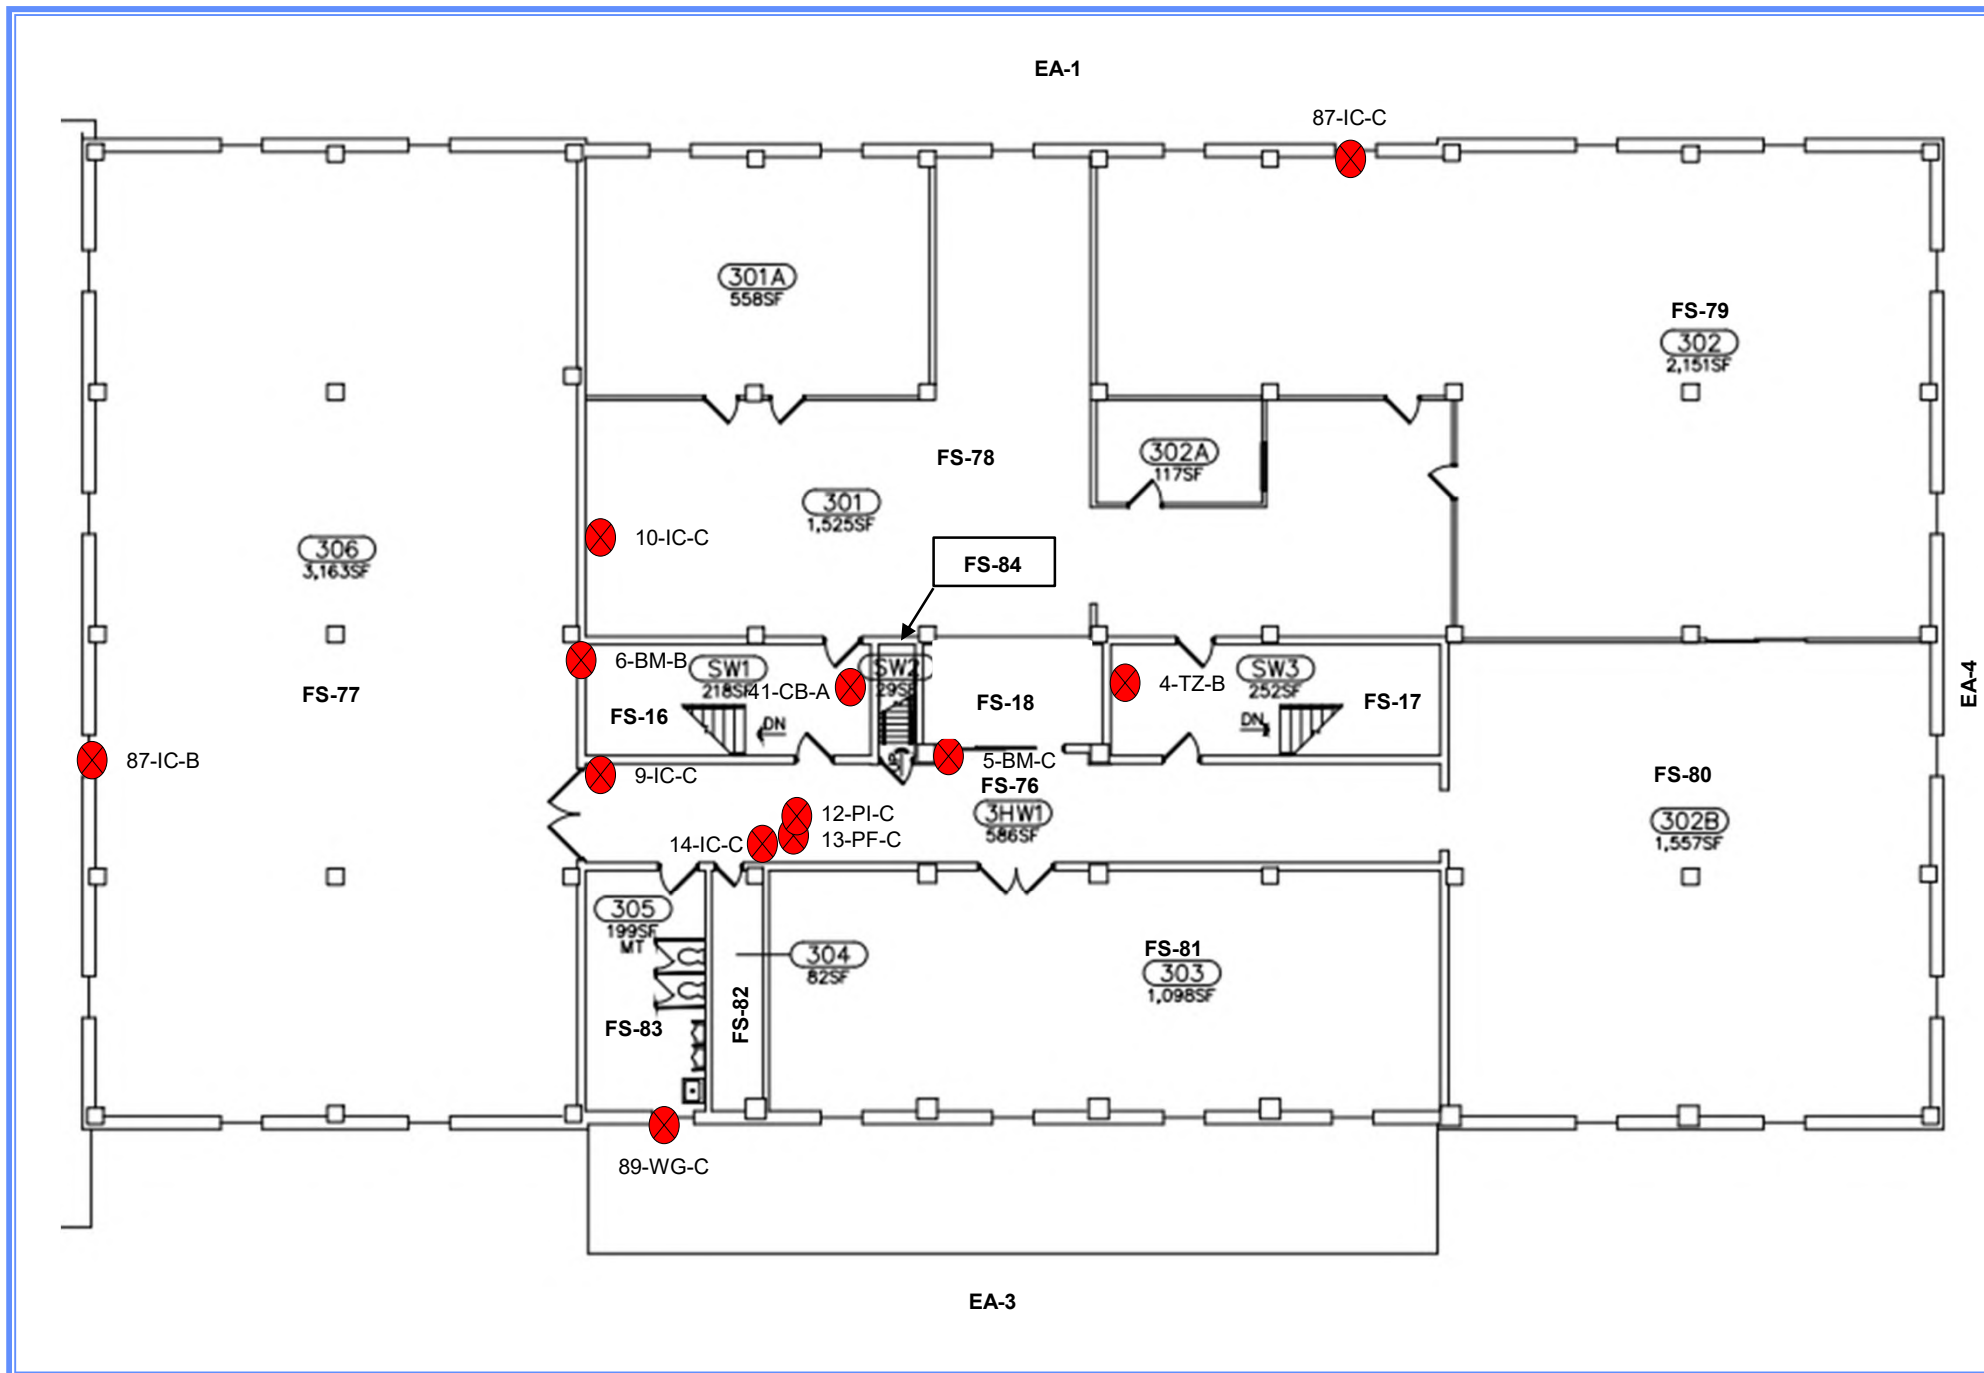 EA-1
87-IC-C
301A
558SF
FS-79
302
2,151SF
FS-78
302A
117SF
301
1,525SF
10-IC-C
306
3,163SF
FS-84
6-BM-B
SW1
218SF
41-CB-A
SW2
29SF
4-TZ-B
SW3
252SF
FS-77
FS-16
DN
FS-18
DN
FS-17
EA-4
87-IC-B
9-IC-C
5-BM-C
FS-76
FS-80
12-PI-C
3HW1
586SF
302B
1,557SF
14-IC-C
13-PF-C
305
199SF
MT
304
82SF
FS-81
303
1,098SF
FS-82
FS-83
89-WG-C
EA-3